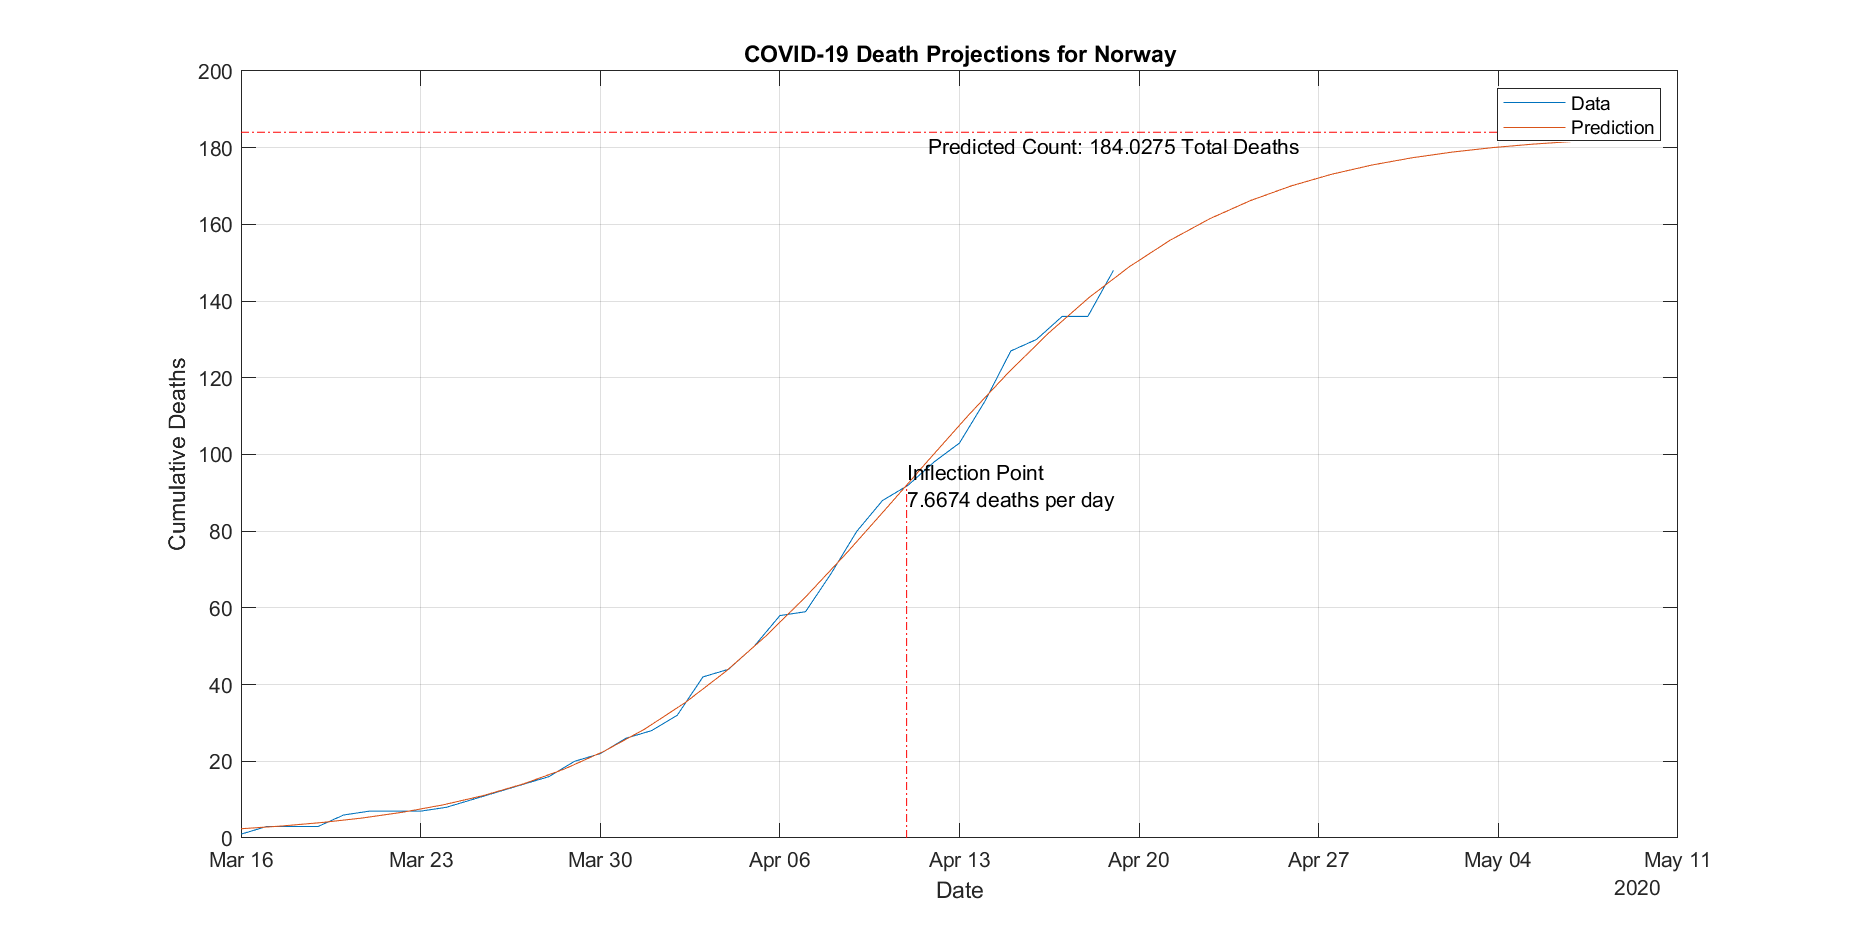 COVID-19 Death Projections for Norway
200
180
160
140
120
100
80
60
40
20
0
Cumulative Deaths
Data
Prediction
Predicted Count: 184.0275 Total Deaths
Inflection Point
7.6674 deaths per day
Mar 16 Mar 23 Mar 30 Apr 06 Apr 13 Apr 20 Apr 27 May 04 May 11
2020
Date